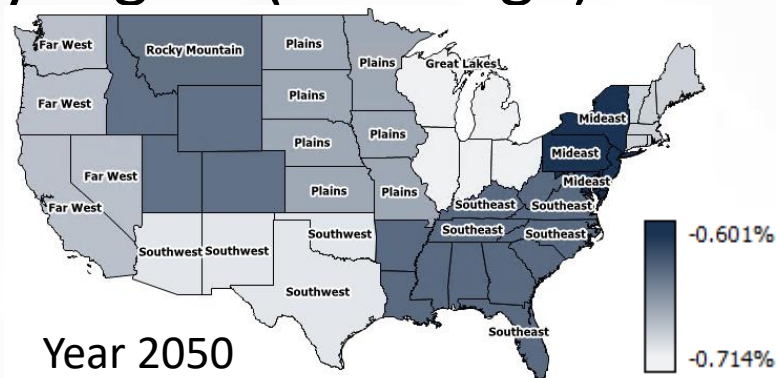 Far West
Rocky Mountain
Plains
Plains
Great Lakes
Far West
Plains
Mideast
Plains
Plains
Mideast
Far West
Plains
Plains
Mideast
Far West
Southeast
Southeast
Southwest
Southeast
Southeast
-0.601%
Southwest
Southwest
Southwest
Southeast
Year 2050
-0.714%